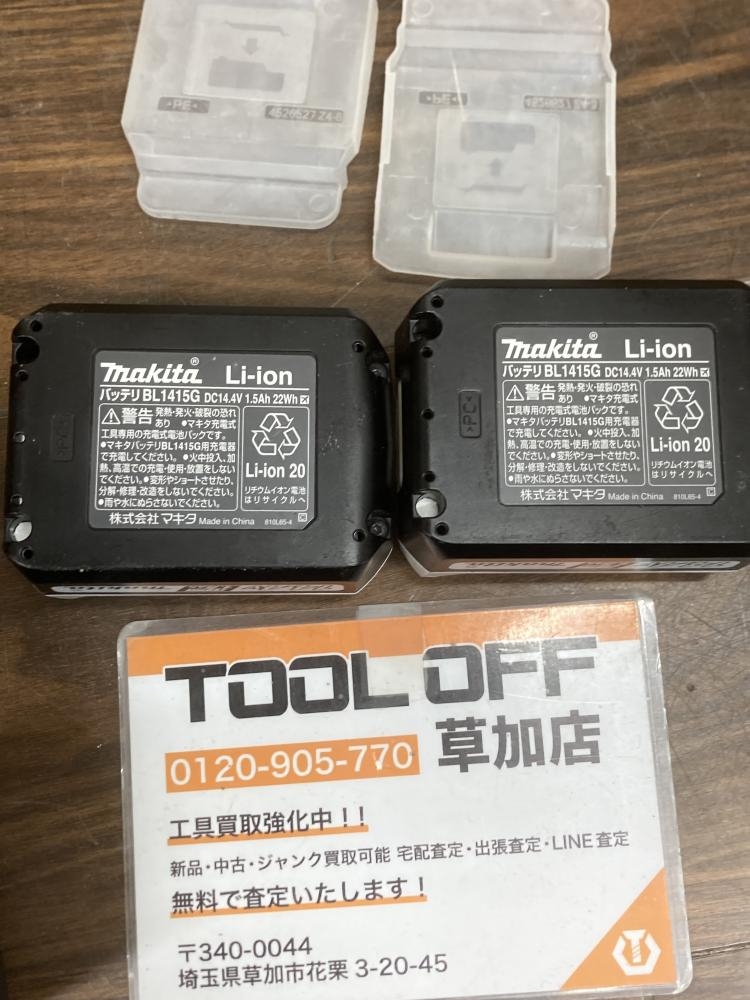 >PE<
4526527Z4-8
>PE<
makita® Li-ion
バッテリ BL1415G DC14.4V 1.5Ah 22Wh
警告 発熱・発火・破裂の恐れ
あり ●マキタ充電式
工具専用の充電式電池パックです。
●マキタバッテリBL1415G用充電器
で充電してください。 ●火中投入、加
熱、高温での充電・使用・放置をしない
でください。●変形やショートさせたり、
分解・修理・改造をしないでください。
●雨や水にぬらさないでください。
Li-ion 20
リチウムイオン電池
はリサイクルへ
株式会社 マキタ Made in China 810L65-4
>PC<
makita® Li-ion
バッテリ BL1415G DC14.4V 1.5Ah 22Wh
警告 発熱・発火・破裂の恐れ
あり ●マキタ充電式
工具専用の充電式電池パックです。
●マキタバッテリBL1415G用充電器
で充電してください。 ●火中投入、加
熱、高温での充電・使用・放置をしない
でください。●変形やショートさせたり、
分解・修理・改造をしないでください。
●雨や水にぬらさないでください。
Li-ion 20
リチウムイオン電池
はリサイクルへ
株式会社 マキタ Made in China 810L65-4
>PC<
TOOL OFF
0120-905-770 草加店
工具買取強化中!!
新品・中古・ジャンク買取可能 宅配査定・出張査定・LINE査定
無料で査定いたします!
〒340-0044
埼玉県草加市花栗 3-20-45